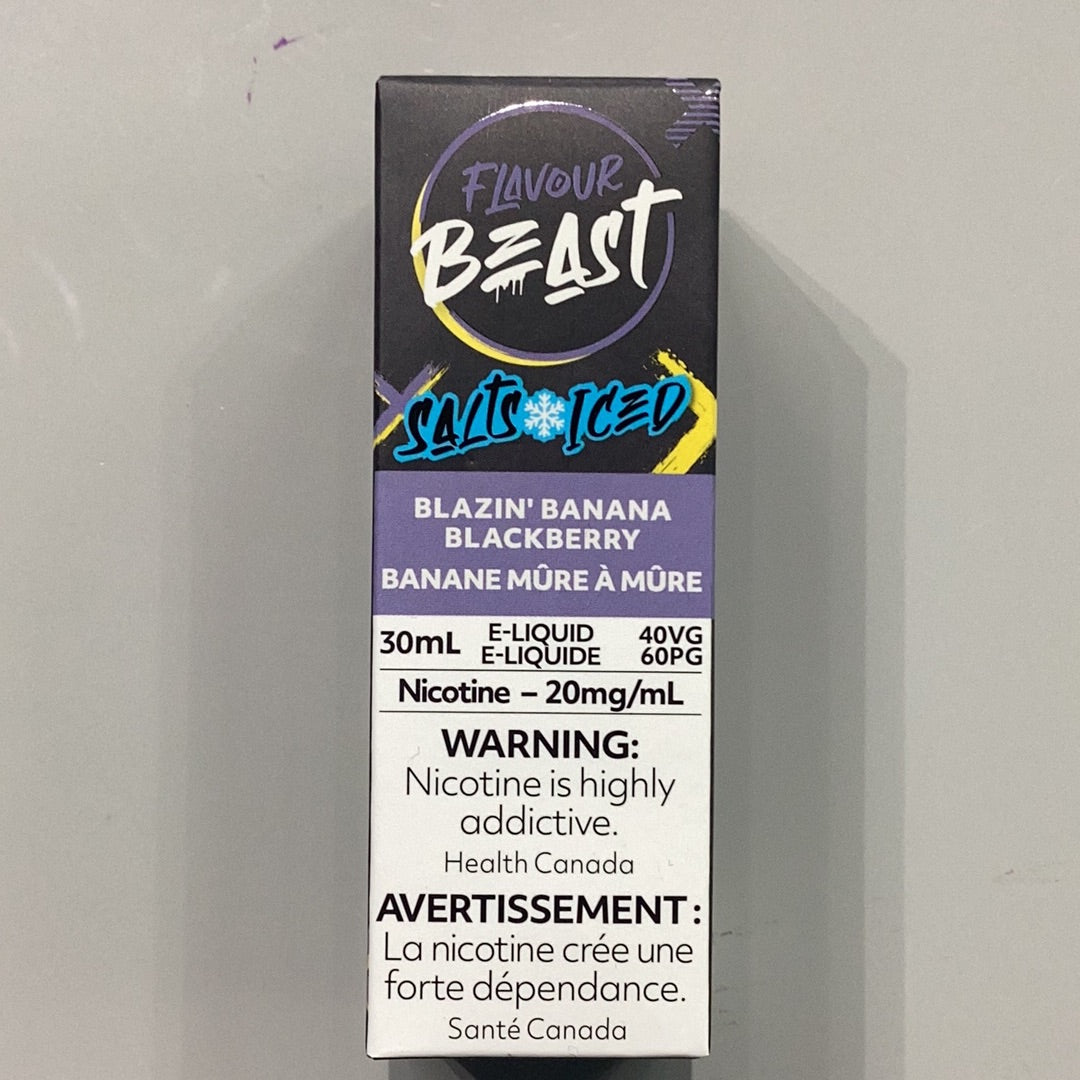 FLAVOUR
BEAST
SALTS ICED
BLAZIN' BANANA
BLACKBERRY
BANANE MÛRE À MÛRE
30mL E-LIQUID 40VG
E-LIQUIDE 60PG
Nicotine – 20mg/mL
WARNING:
Nicotine is highly
addictive.
Health Canada
AVERTISSEMENT :
La nicotine crée une
forte dépendance.
Santé Canada